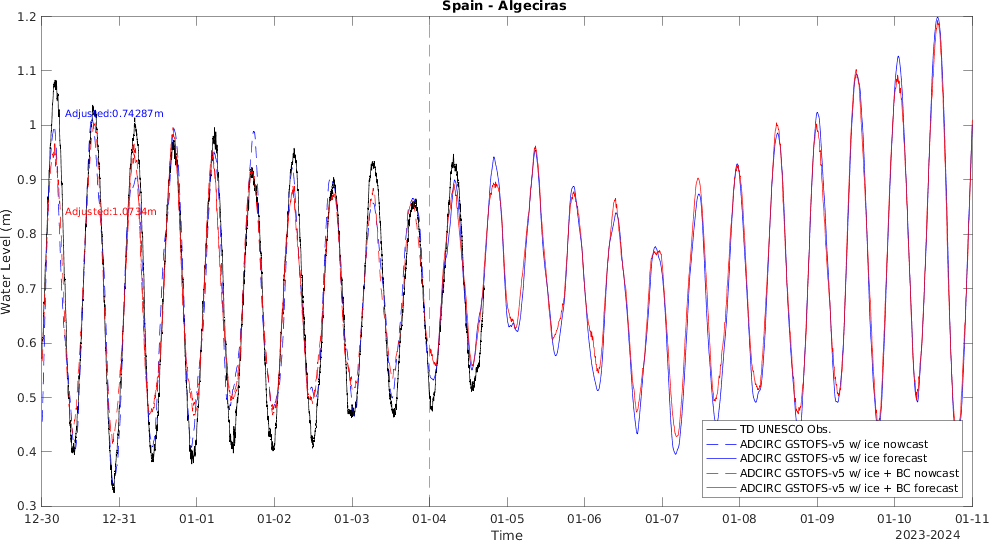 Spain - Algeciras
1.2
1.1
1
0.9
0.8
0.7
0.6
0.5
0.4
0.3
Water Level (m)
Adjusted:0.74287m
Adjusted:1.0734m
TD UNESCO Obs.
ADCIRC GSTOFS-v5 w/ ice nowcast
ADCIRC GSTOFS-v5 w/ ice forecast
ADCIRC GSTOFS-v5 w/ ice + BC nowcast
ADCIRC GSTOFS-v5 w/ ice + BC forecast
12-30 12-31 01-01 01-02 01-03 01-04 01-05 01-06 01-07 01-08 01-09 01-10 01-11
Time
2023-2024